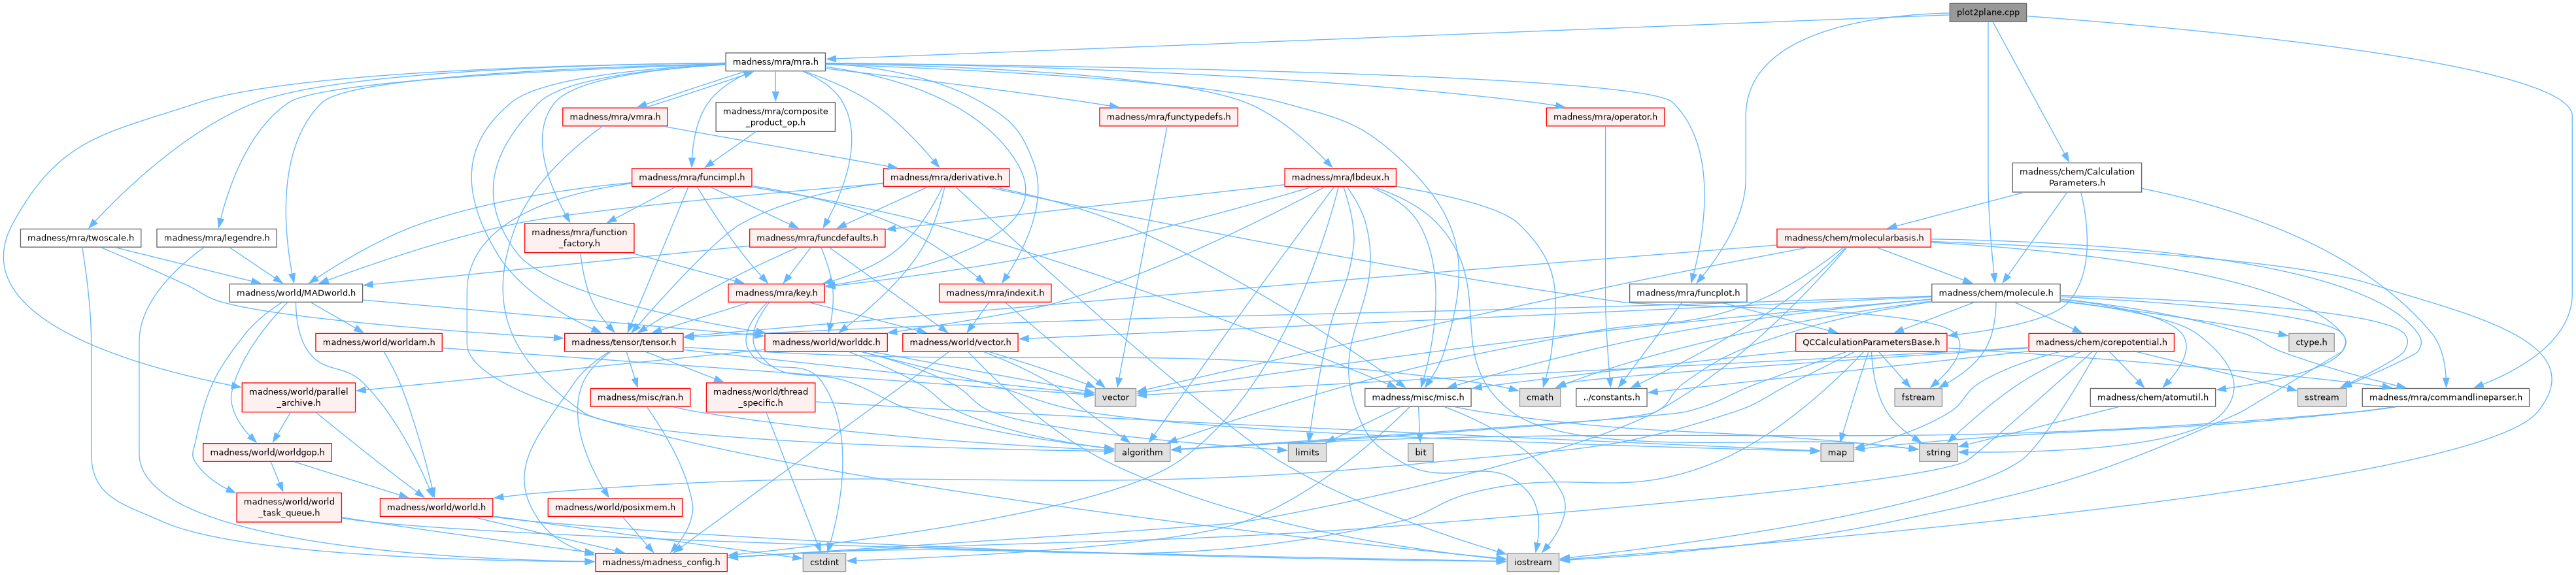 plot2plane.cpp
madness/mra/mra.h
madness/mra/vmra.h
madness/mra/composite
_product_op.h
madness/mra/functypedefs.h
madness/mra/operator.h
madness/mra/funcimpl.h
madness/mra/derivative.h
madness/mra/lbdeux.h
madness/chem/Calculation
Parameters.h
madness/mra/twoscale.h
madness/mra/legendre.h
madness/mra/function
_factory.h
madness/mra/funcdefaults.h
madness/chem/molecularbasis.h
madness/world/MADworld.h
madness/mra/key.h
madness/mra/indexit.h
madness/mra/funcplot.h
madness/chem/molecule.h
madness/world/worldam.h
madness/tensor/tensor.h
madness/world/worlddc.h
madness/world/vector.h
QCCalculationParametersBase.h
madness/chem/corepotential.h
ctype.h
madness/world/parallel
_archive.h
madness/misc/ran.h
madness/world/thread
_specific.h
vector
madness/misc/misc.h
cmath
../constants.h
fstream
madness/chem/atomutil.h
sstream
madness/mra/commandlineparser.h
madness/world/worldgop.h
algorithm
limits
bit
map
string
madness/world/world
_task_queue.h
madness/world/world.h
madness/world/posixmem.h
madness/madness_config.h
cstdint
iostream